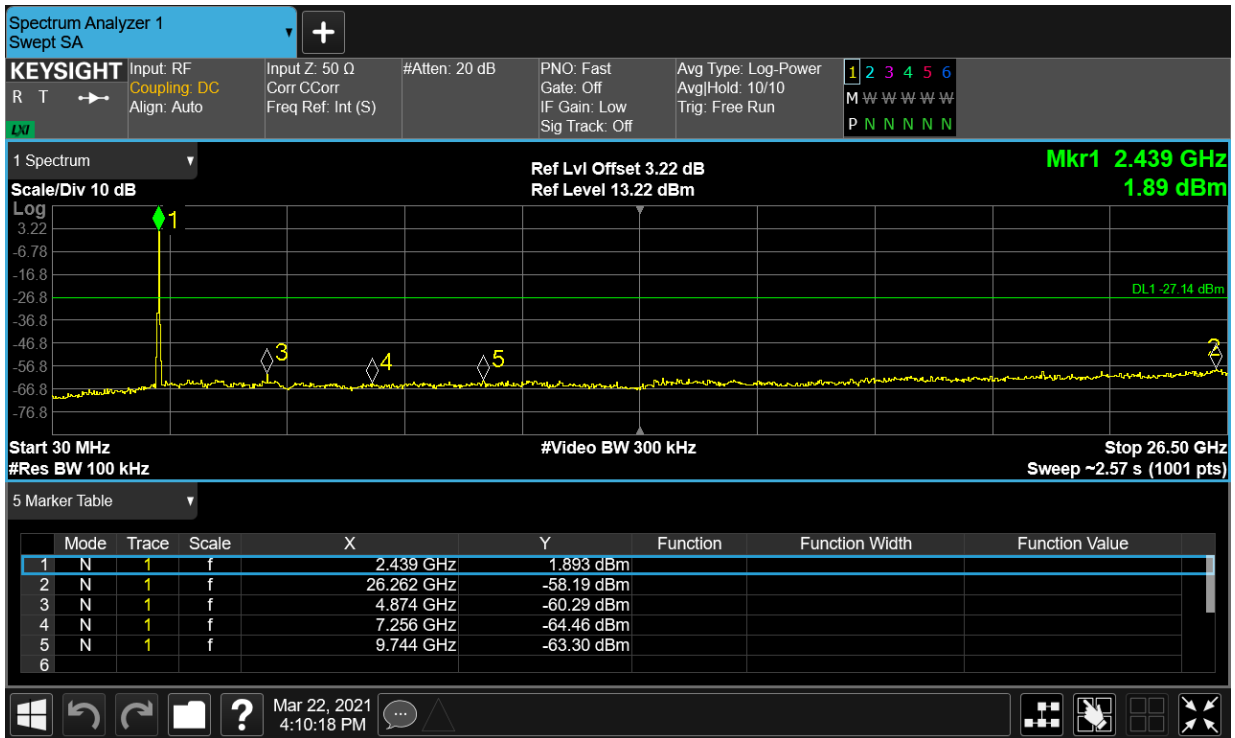 Spectrum Analyzer 1
Swept SA
KEYSIGHT
R T
LXI
Input: RF
Coupling: DC
Align: Auto
Input Z: 50 Ω
Corr CCorr
Freq Ref: Int (S)
#Atten: 20 dB
PNO: Fast
Gate: Off
IF Gain: Low
Sig Track: Off
Avg Type: Log-Power
Avg|Hold: 10/10
Trig: Free Run
1 2 3 4 5 6
M W W W W W
P N N N N N
1 Spectrum
Scale/Div 10 dB
Ref Lvl Offset 3.22 dB
Ref Level 13.22 dBm
Mkr1 2.439 GHz
1.89 dBm
Log
3.22
-6.78
-16.8
-26.8
-36.8
-46.8
-56.8
-66.8
-76.8
1
DL1 -27.14 dBm
3
4
5
2
Start 30 MHz
#Video BW 300 kHz
Stop 26.50 GHz
#Res BW 100 kHz
Sweep ~2.57 s (1001 pts)
5 Marker Table
Mode Trace Scale X Y Function Function Width Function Value
1 N 1 f 2.439 GHz 1.893 dBm
2 N 1 f 26.262 GHz -58.19 dBm
3 N 1 f 4.874 GHz -60.29 dBm
4 N 1 f 7.256 GHz -64.46 dBm
5 N 1 f 9.744 GHz -63.30 dBm
6
?
Mar 22, 2021
4:10:18 PM